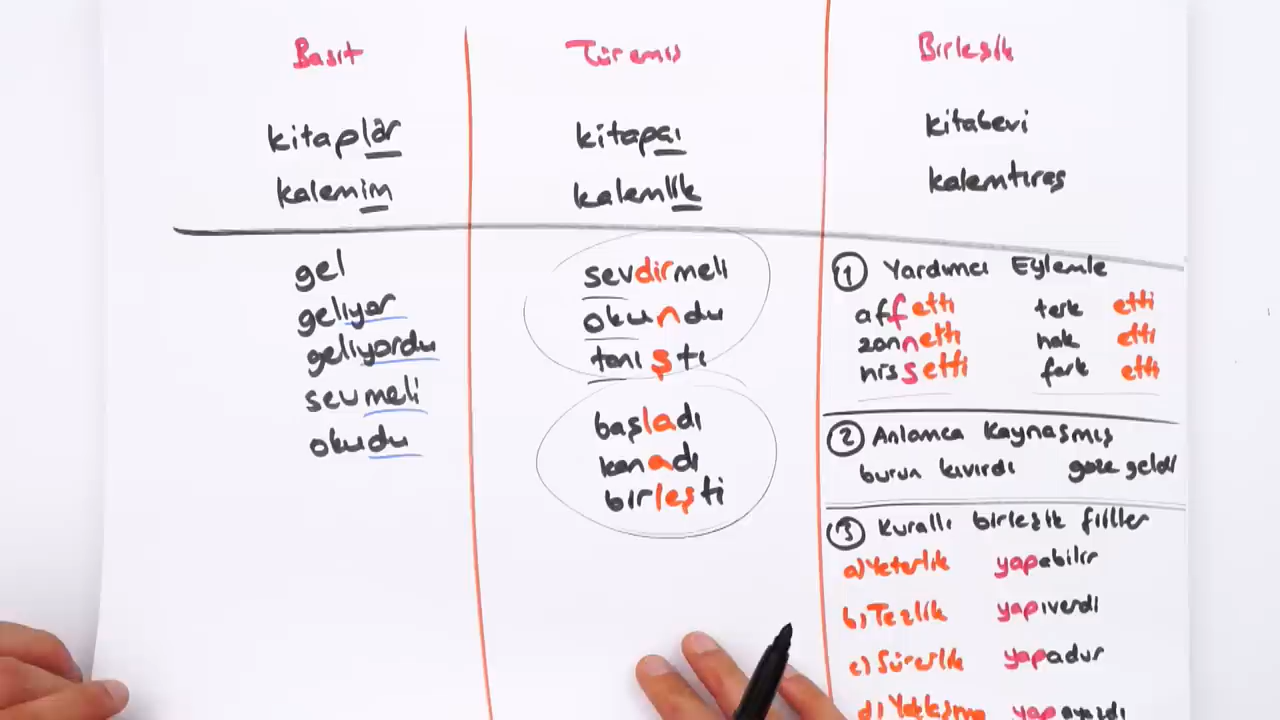 Basit
kitaplar
kalemim
gel
geliyor
geliyordu
sevmeli
okudu
Türemiş
kitapçı
kalemlik
sevdirmeli
okundu
tanıştı
başladı
kanadı
birleşti
Birleşik
kitabevi
kalemtıraş
1 Yardımcı Eylemle
affetti terk etti
zannetti hak etti
hissetti fark etti
2 Anlamca Kaynaşmış
burun kıvırdı göze geldi
3 Kurallı birleşik fiiller
a) Yeterlik yapabilir
b) Tezlik yapıverdi
c) Sürerlik yapadur
d) Yaklaşma yapayazdı